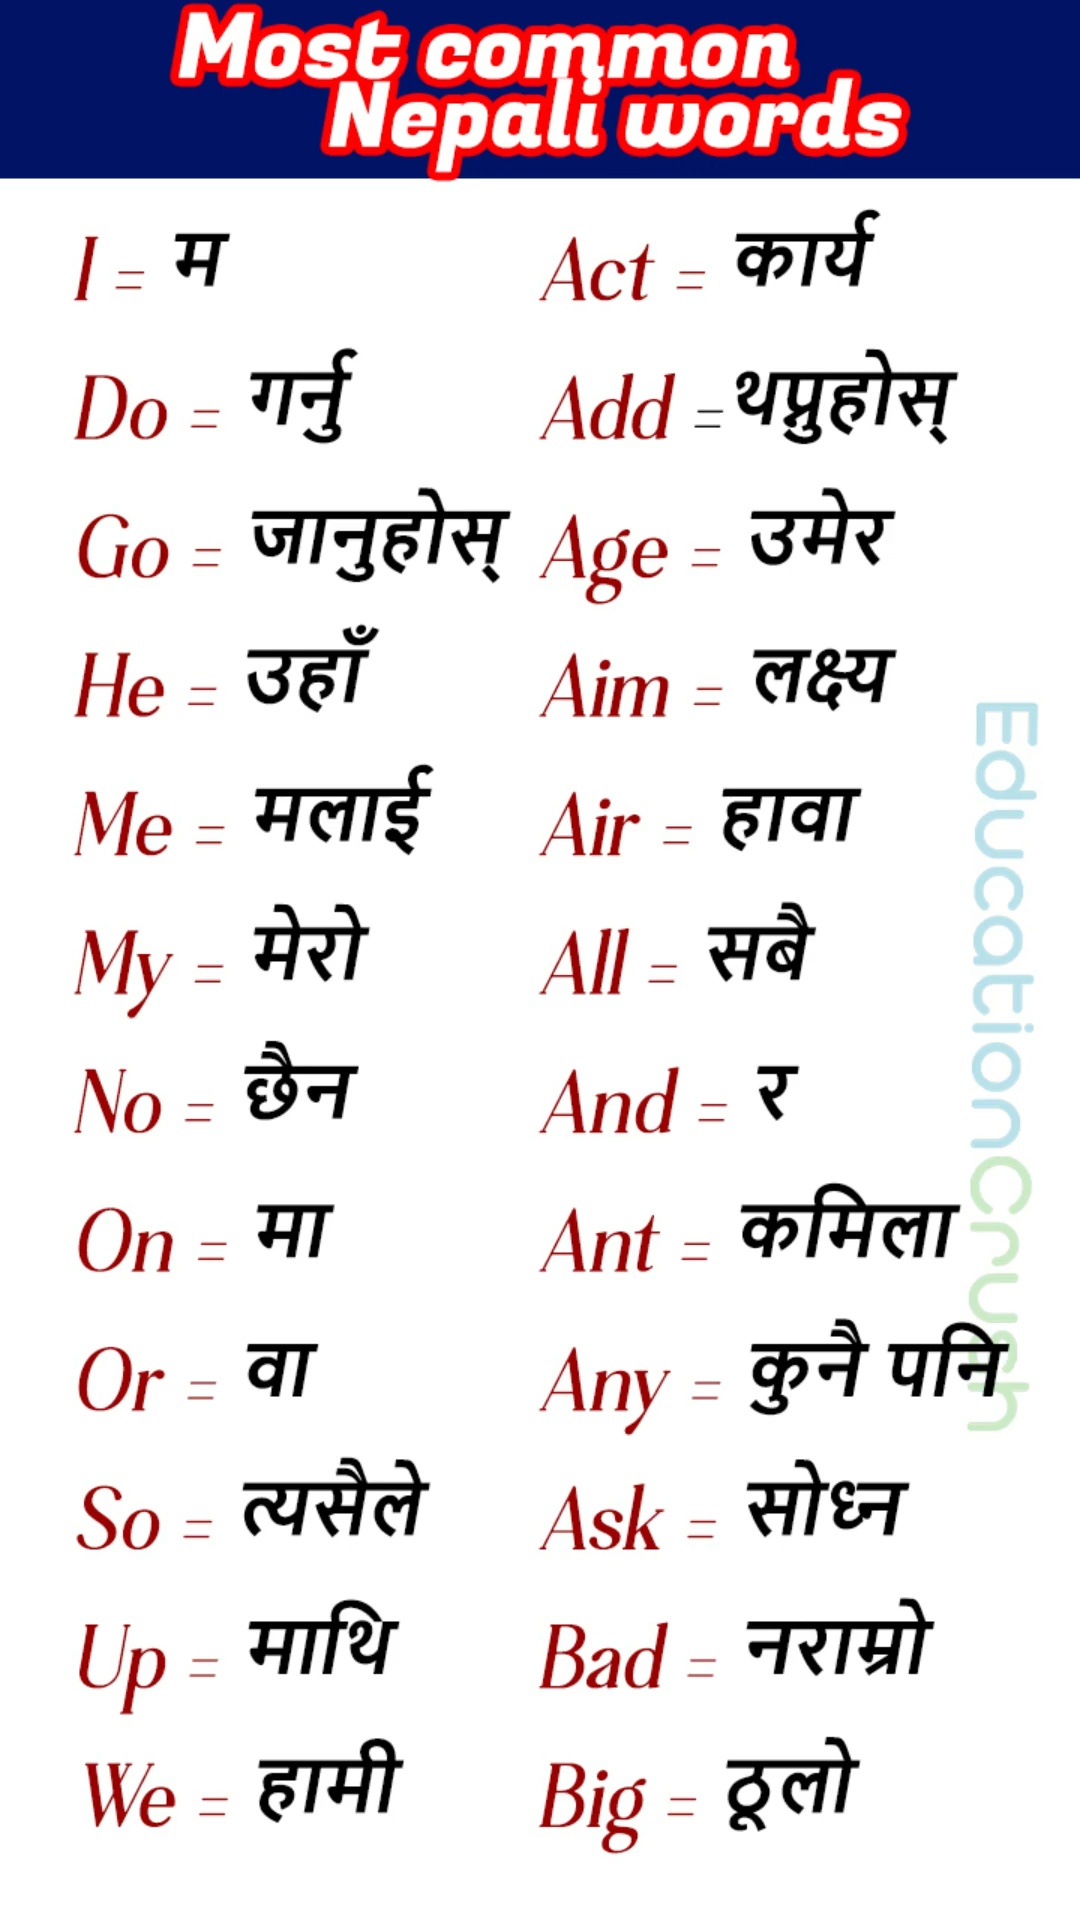 Most common
Nepali words
I = म
Do = गर्नु
Go = जानुहोस्
He = उहाँ
Me = मलाई
My = मेरो
No = छैन
On = मा
Or = वा
So = त्यसैले
Up = माथि
We = हामी
Act = कार्य
Add = थप्नुहोस्
Age = उमेर
Aim = लक्ष्य
Air = हावा
All = सबै
And = र
Ant = कमिला
Any = कुनै पनि
Ask = सोध्न
Bad = नराम्रो
Big = ठूलो
EducationCrush